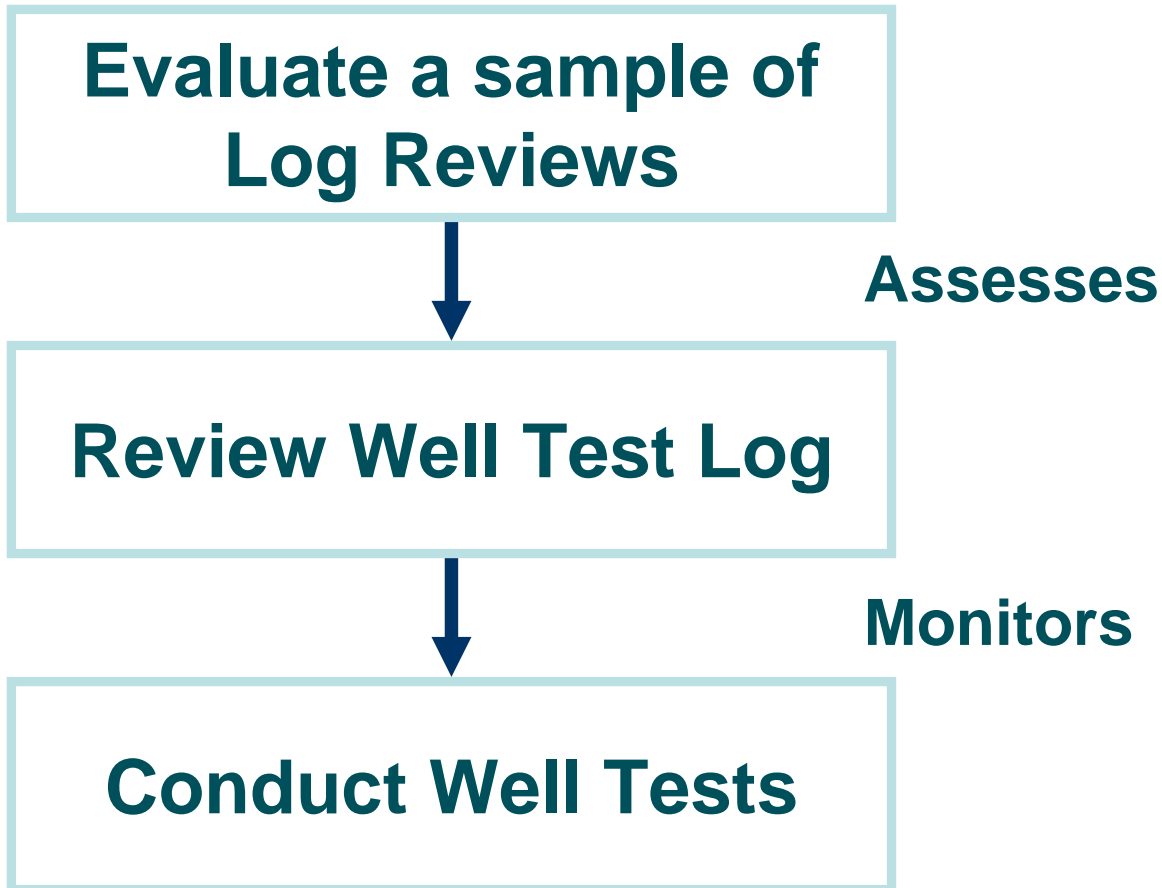 Evaluate a sample of
Log Reviews
Assesses
Review Well Test Log
Monitors
Conduct Well Tests